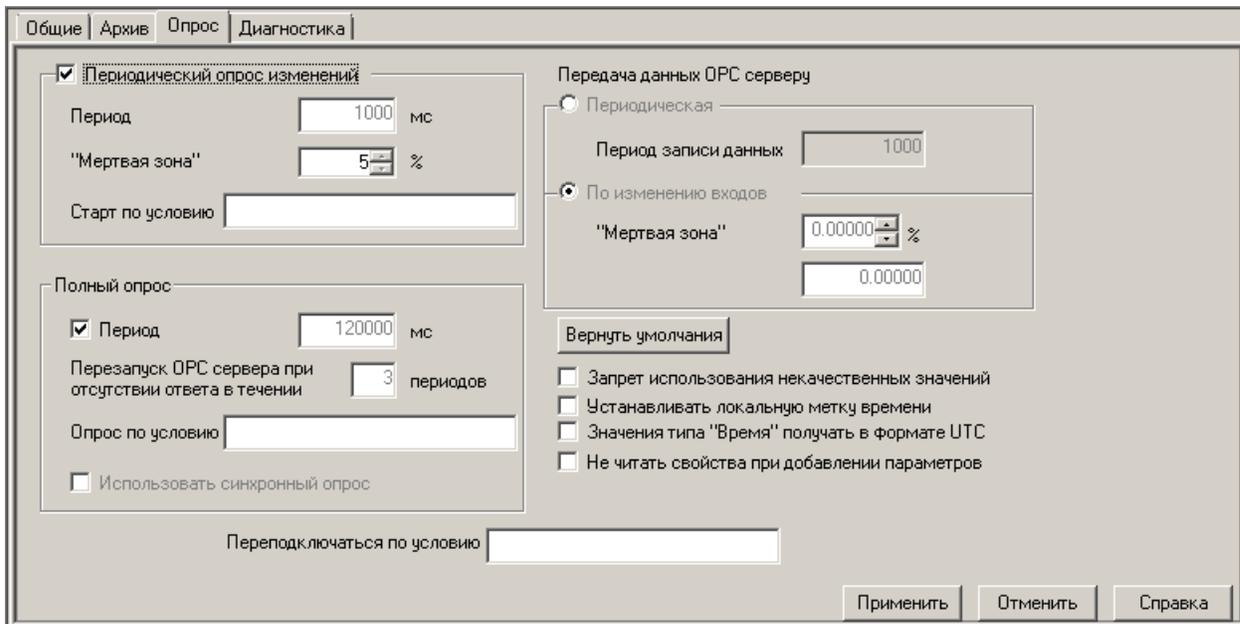 Общие Архив Опрос Диагностика
Периодический опрос изменений
Период 1000 мс
"Мертвая зона" 5 %
Старт по условию
Полный опрос
Период 120000 мс
Перезапуск OPC сервера при
отсутствии ответа в течении 3 периодов
Опрос по условию
Использовать синхронный опрос
Передача данных OPC серверу
Периодическая
Период записи данных 1000
По изменению входов
"Мертвая зона" 0.00000 %
0.00000
Вернуть умолчания
Запрет использования некачественных значений
Устанавливать локальную метку времени
Значения типа "Время" получать в формате UTC
Не читать свойства при добавлении параметров
Переподключаться по условию
Применить Отменить Справка